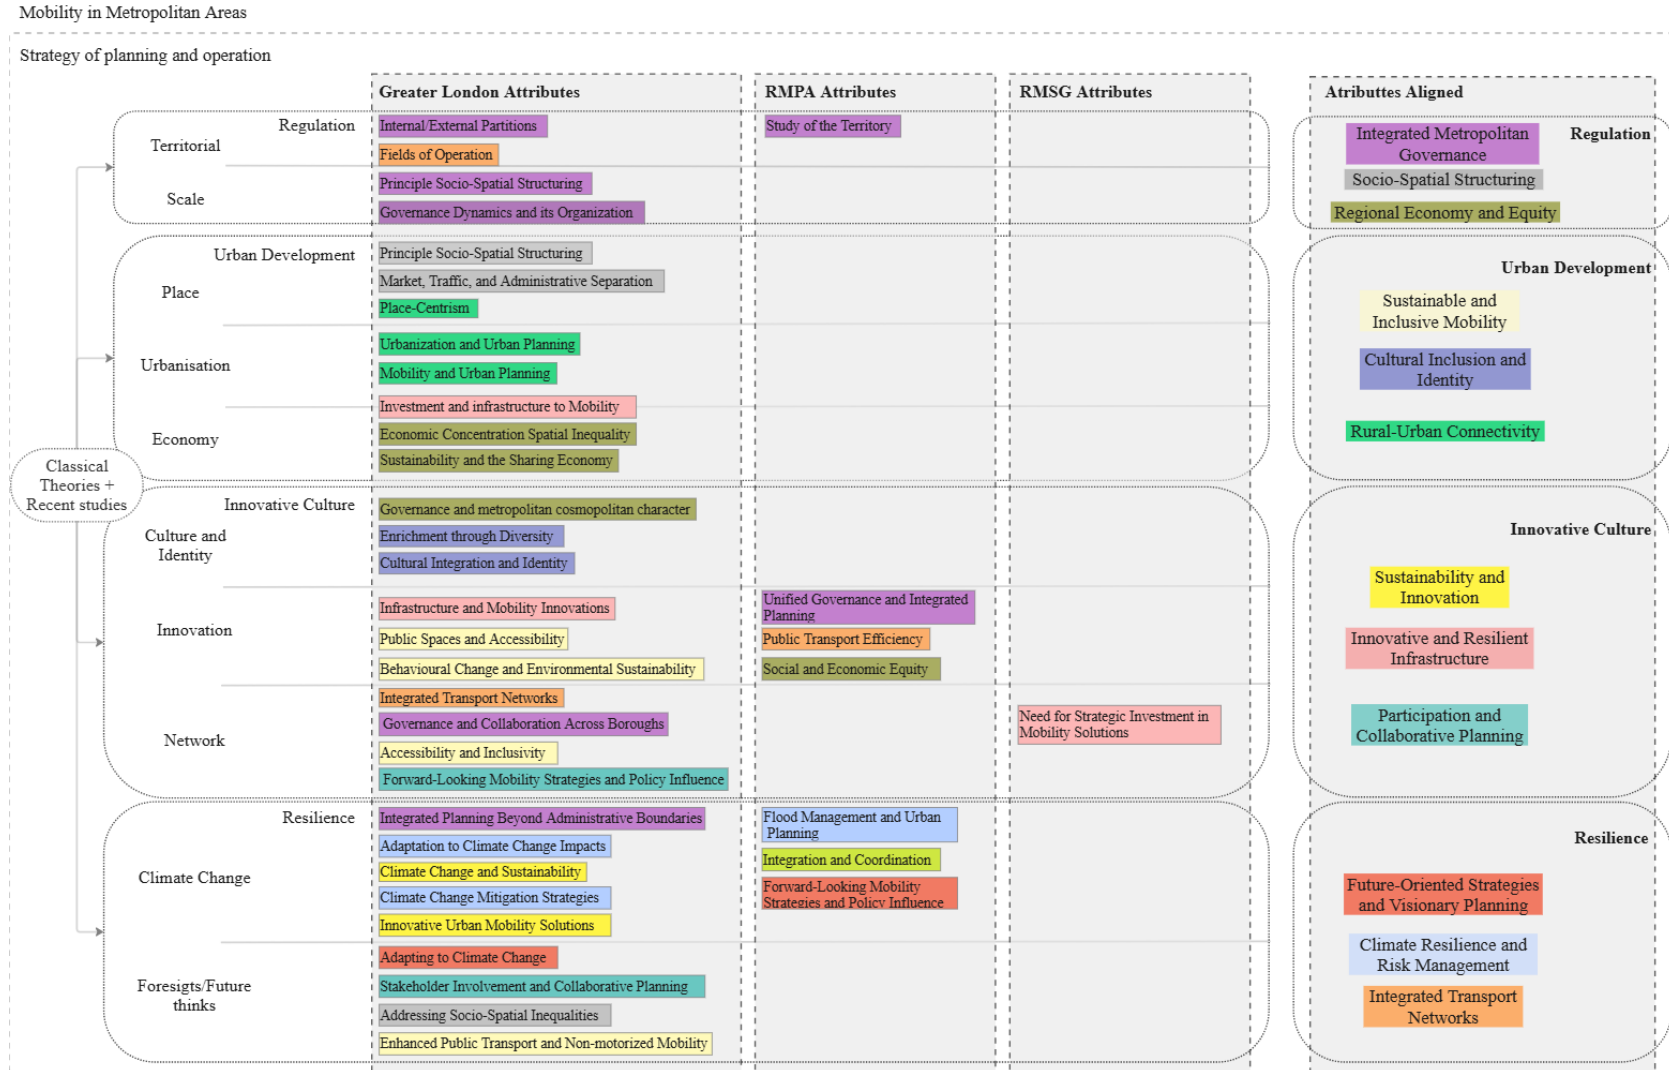 Mobility in Metropolitan Areas
Strategy of planning and operation
Greater London Attributes
RMPA Attributes
RMSG Attributes
Atributtes Aligned
Regulation
Territorial
Scale
Internal/External Partitions
Study of the Territory
Fields of Operation
Principle Socio-Spatial Structuring
Governance Dynamics and its Organization
Regulation
Integrated Metropolitan
Governance
Socio-Spatial Structuring
Regional Economy and Equity
Urban Development
Place
Urbanisation
Economy
Principle Socio-Spatial Structuring
Market, Traffic, and Administrative Separation
Place-Centrism
Urbanization and Urban Planning
Mobility and Urban Planning
Investment and infrastructure to Mobility
Economic Concentration Spatial Inequality
Sustainability and the Sharing Economy
Urban Development
Sustainable and
Inclusive Mobility
Cultural Inclusion and
Identity
Rural-Urban Connectivity
Classical
Theories +
Recent studies
Innovative Culture
Culture and
Identity
Innovation
Network
Governance and metropolitan cosmopolitan character
Enrichment through Diversity
Cultural Integration and Identity
Infrastructure and Mobility Innovations
Public Spaces and Accessibility
Behavioural Change and Environmental Sustainability
Unified Governance and Integrated
Planning
Public Transport Efficiency
Social and Economic Equity
Integrated Transport Networks
Governance and Collaboration Across Boroughs
Accessibility and Inclusivity
Forward-Looking Mobility Strategies and Policy Influence
Need for Strategic Investment in
Mobility Solutions
Innovative Culture
Sustainability and
Innovation
Innovative and Resilient
Infrastructure
Participation and
Collaborative Planning
Resilience
Climate Change
Foresigts/Future
thinks
Integrated Planning Beyond Administrative Boundaries
Adaptation to Climate Change Impacts
Climate Change and Sustainability
Climate Change Mitigation Strategies
Innovative Urban Mobility Solutions
Flood Management and Urban
Planning
Integration and Coordination
Forward-Looking Mobility
Strategies and Policy Influence
Adapting to Climate Change
Stakeholder Involvement and Collaborative Planning
Addressing Socio-Spatial Inequalities
Enhanced Public Transport and Non-motorized Mobility
Resilience
Future-Oriented Strategies
and Visionary Planning
Climate Resilience and
Risk Management
Integrated Transport
Networks